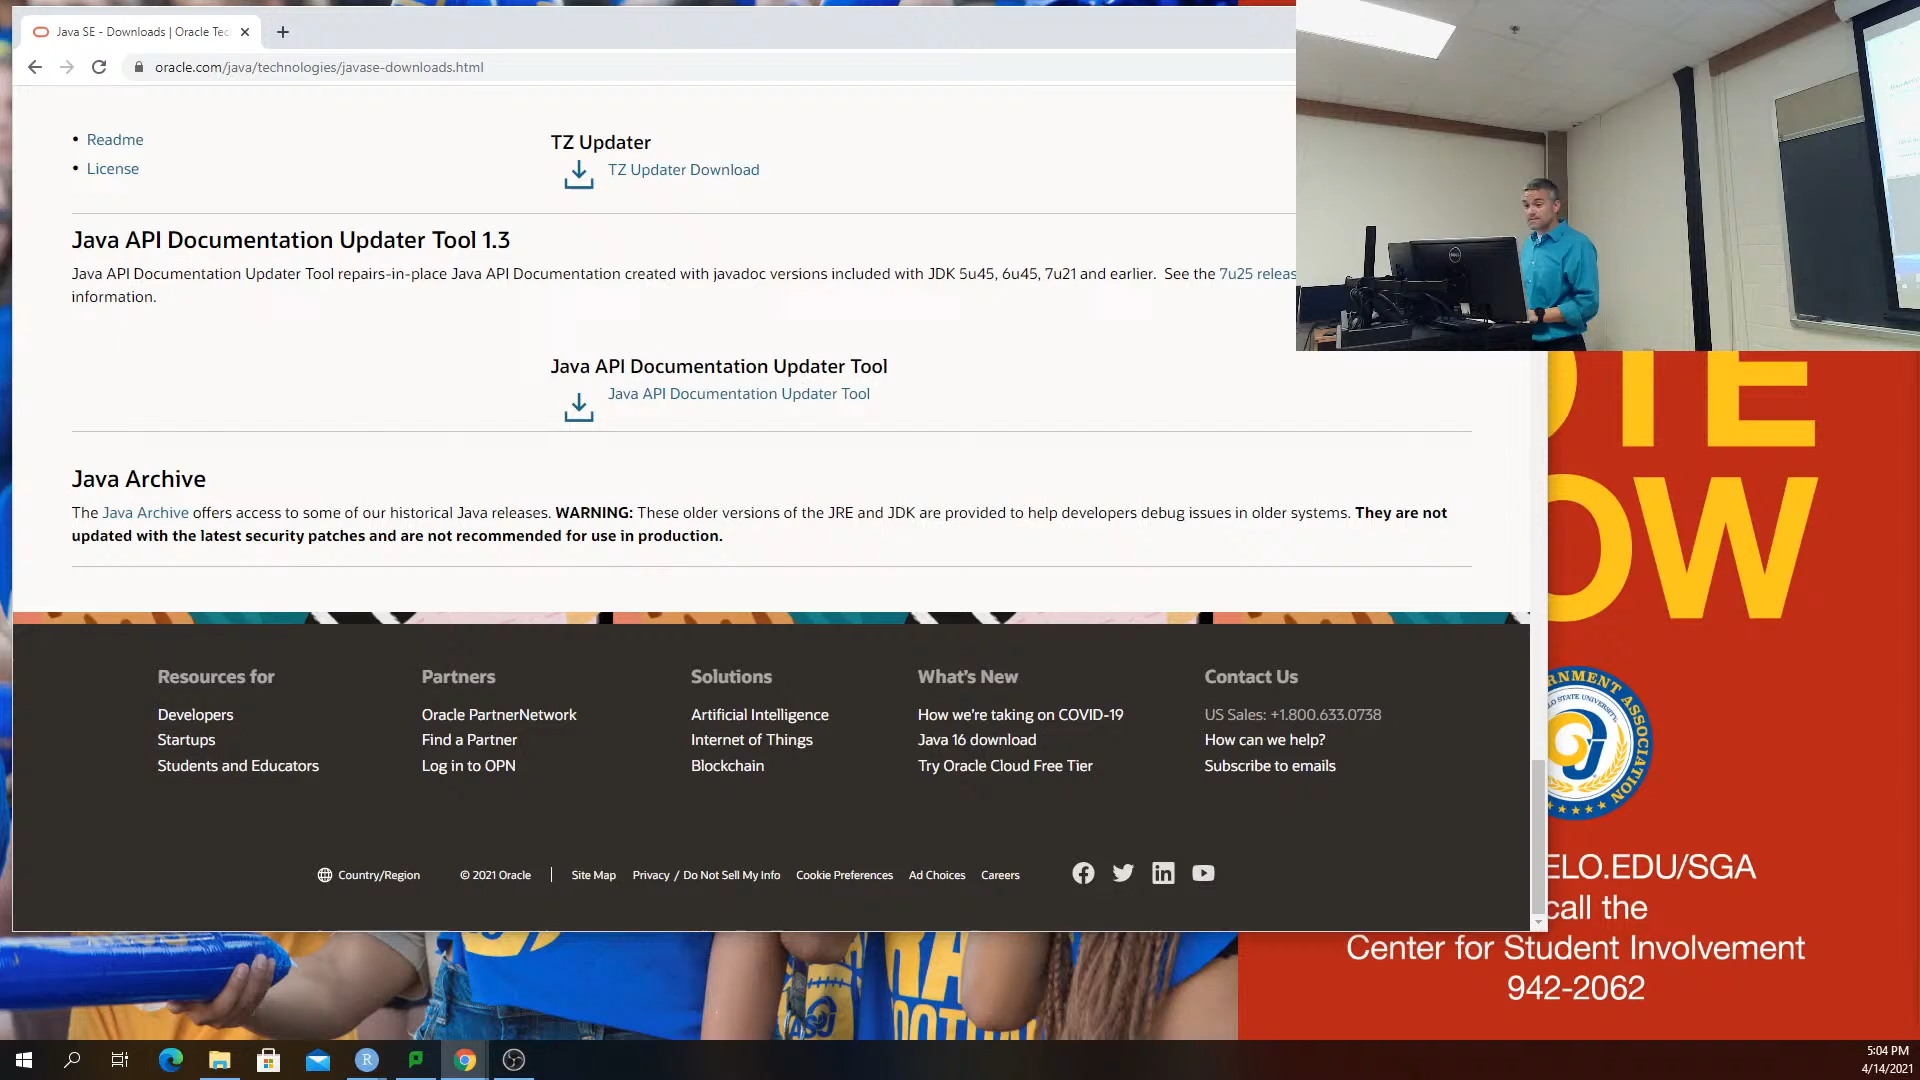 Java SE - Downloads | Oracle Tec
oracle.com/java/technologies/javase-downloads.html
• Readme
• License
TZ Updater
TZ Updater Download
Java API Documentation Updater Tool 1.3
Java API Documentation Updater Tool repairs-in-place Java API Documentation created with javadoc versions included with JDK 5u45, 6u45, 7u21 and earlier. See the 7u25 releas
information.
Java API Documentation Updater Tool
Java API Documentation Updater Tool
Java Archive
The Java Archive offers access to some of our historical Java releases. WARNING: These older versions of the JRE and JDK are provided to help developers debug issues in older systems. They are not
updated with the latest security patches and are not recommended for use in production.
Resources for
Developers
Startups
Students and Educators
Partners
Oracle PartnerNetwork
Find a Partner
Log in to OPN
Solutions
Artificial Intelligence
Internet of Things
Blockchain
What's New
How we're taking on COVID-19
Java 16 download
Try Oracle Cloud Free Tier
Contact Us
US Sales: +1.800.633.0738
How can we help?
Subscribe to emails
Country/Region
© 2021 Oracle
Site Map
Privacy / Do Not Sell My Info
Cookie Preferences
Ad Choices
Careers
OTE
OW
RNMENT ASSOCIATION
LO STATE UNIVERSITY
ELO.EDU/SGA
call the
Center for Student Involvement
942-2062
DELL
R
5:04 PM
4/14/2021